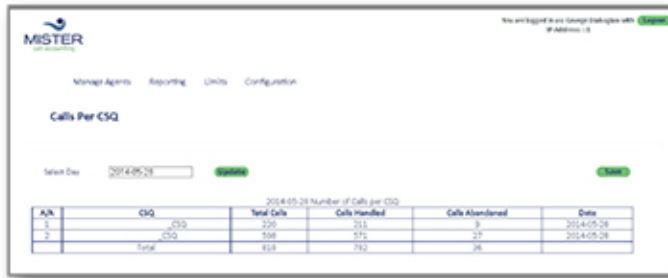 You are logged in as George Dialogian with Logout
IP Address : 0
MISTER
call accounting
Manage Agents Reporting Limits Configuration
Calls Per CSQ
Select Day 2014-05-28 Update Save
2014-05-28 Number of Calls per CSQ
A/A CSQ Total Calls Calls Handled Calls Abandoned Date
1 _CSQ 220 211 9 2014-05-28
2 _CSQ 598 571 27 2014-05-28
Total 818 782 36